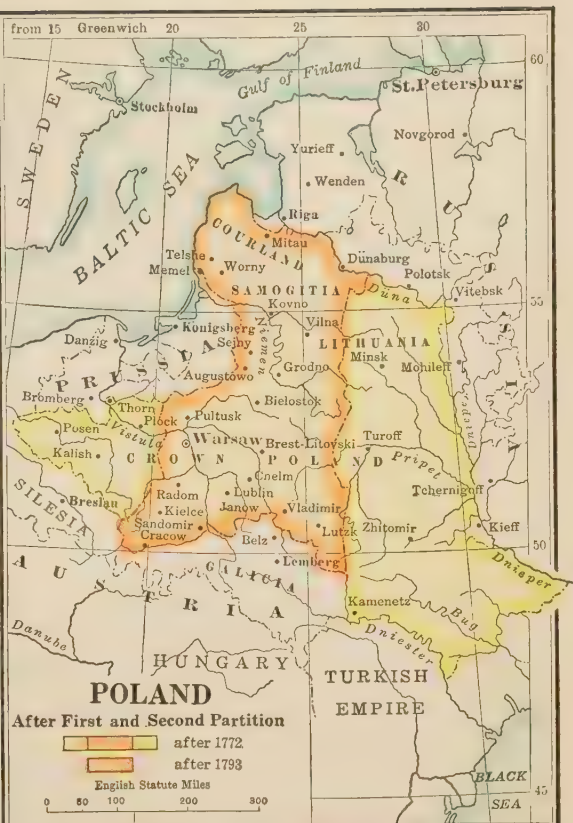 from 15 Greenwich 20 25 30
60
Gulf of Finland
St.Petersburg
SWEDEN
Stockholm
Novgorod
Yurieff
Wenden
BALTIC SEA
RUSSIA
Riga
COURLAND
Mitau
Telshe
Memel
Worny
Dünaburg
Polotsk
SAMOGITIA
Düna
Vitebsk
55
Kovno
Königsberg
Niemen
Vilna
Danzig
Sejny
LITHUANIA
PRUSSIA
Minsk
Mohileff
Augustowo
Grodno
Bromberg
Bielostok
Thorn
Plock
Pultusk
Posen
Vistula
Warsaw
Brest-Litovski
Turoff
Kalish
CROWN POLAND
Pripet
Chelm
Tchernigoff
SILESIA
Breslau
Radom
Lublin
Kielce
Janow
Vladimir
Sandomir
Lutzk
Zhitomir
Kieff
Cracow
Belz
50
Lemberg
Dnieper
AUSTRIA
GALICIA
Kamenetz
Bug
Danube
Dniester
HUNGARY
TURKISH
EMPIRE
POLAND
After First and Second Partition
after 1772
after 1793
English Statute Miles
0 50 100 200 300
BLACK
SEA
45